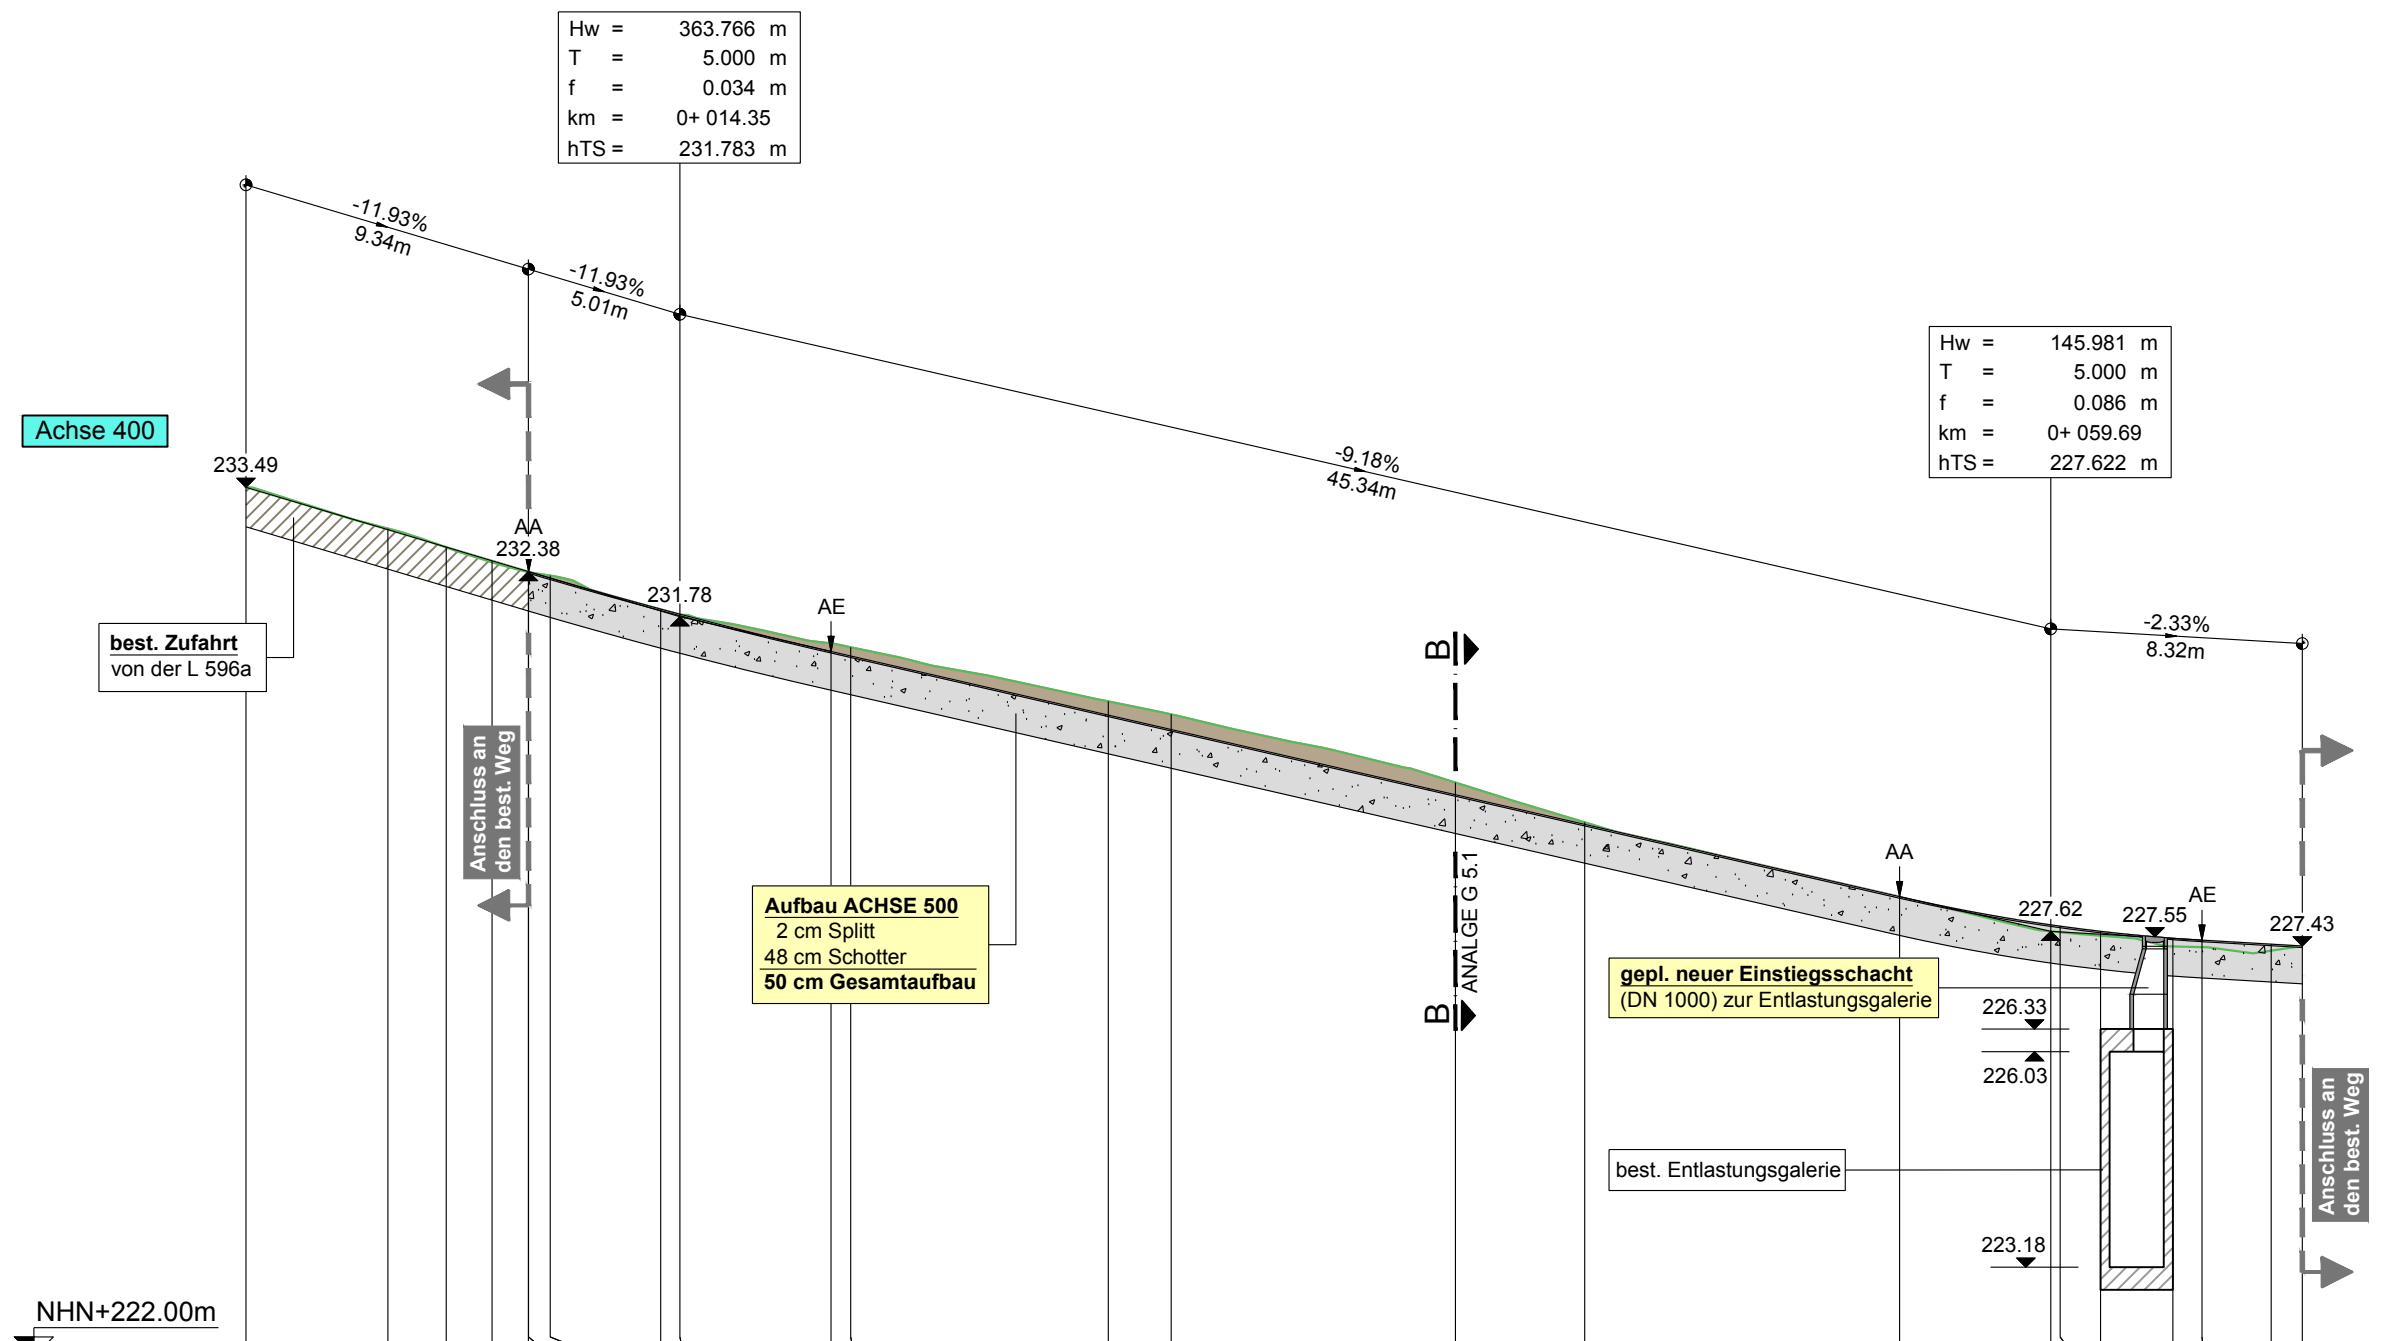 Hw = 363.766 m
T = 5.000 m
f = 0.034 m
km = 0+ 014.35
hTS = 231.783 m
-11.93%
9.34m
-11.93%
5.01m
Hw = 145.981 m
T = 5.000 m
f = 0.086 m
km = 0+ 059.69
hTS = 227.622 m
-9.18%
45.34m
-2.33%
8.32m
Achse 400
233.49
AA
232.38
231.78
AE
best. Zufahrt
von der L 596a
Anschluss an
den best. Weg
B
ANALGE G 5.1
B
Aufbau ACHSE 500
2 cm Splitt
48 cm Schotter
50 cm Gesamtaufbau
AA
227.62
227.55
AE
227.43
gepl. neuer Einstiegsschacht
(DN 1000) zur Entlastungsgalerie
226.33
226.03
best. Entlastungsgalerie
223.18
Anschluss an
den best. Weg
NHN+222.00m